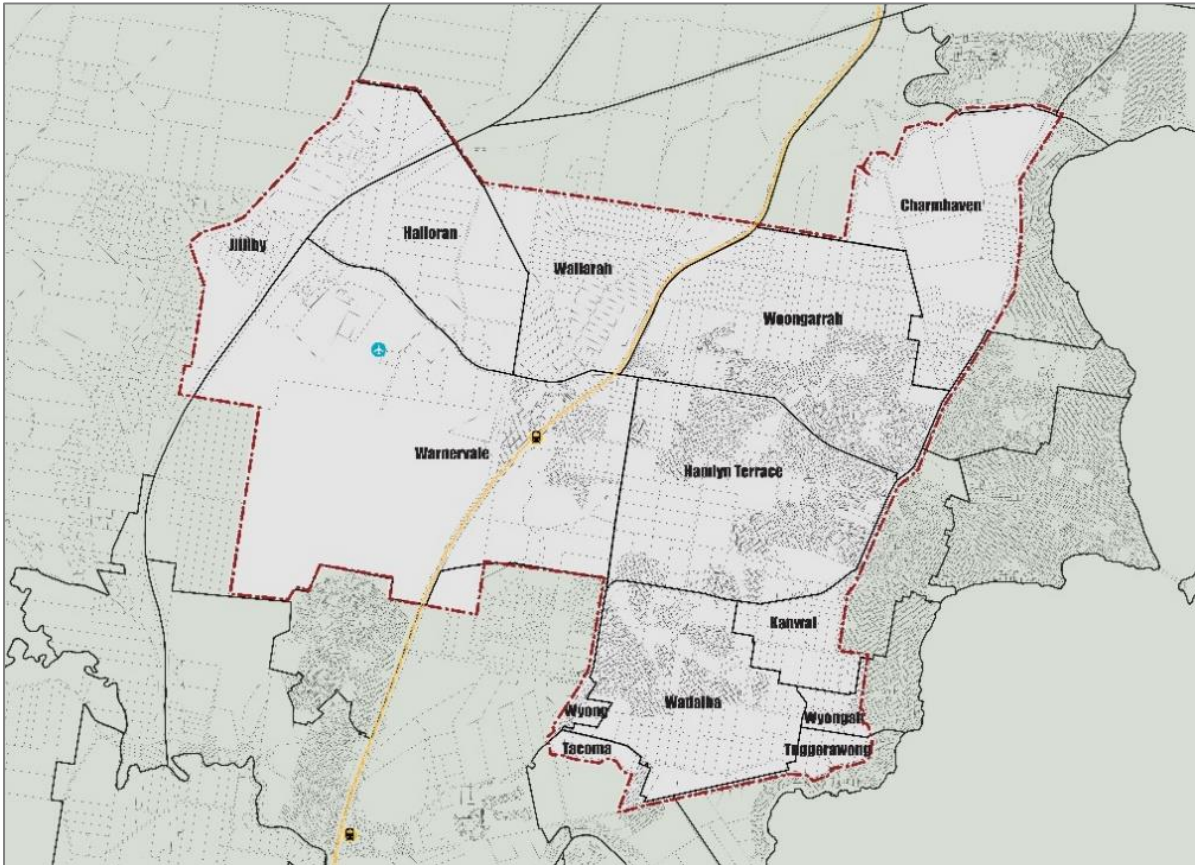 Charmhaven
Halloran
Jilliby
Wallarah
Woongarrah
Warnervale
Hamlyn Terrace
Kanwal
Wadalba
Wyong
Wyongah
Tacoma
Tuggerawong